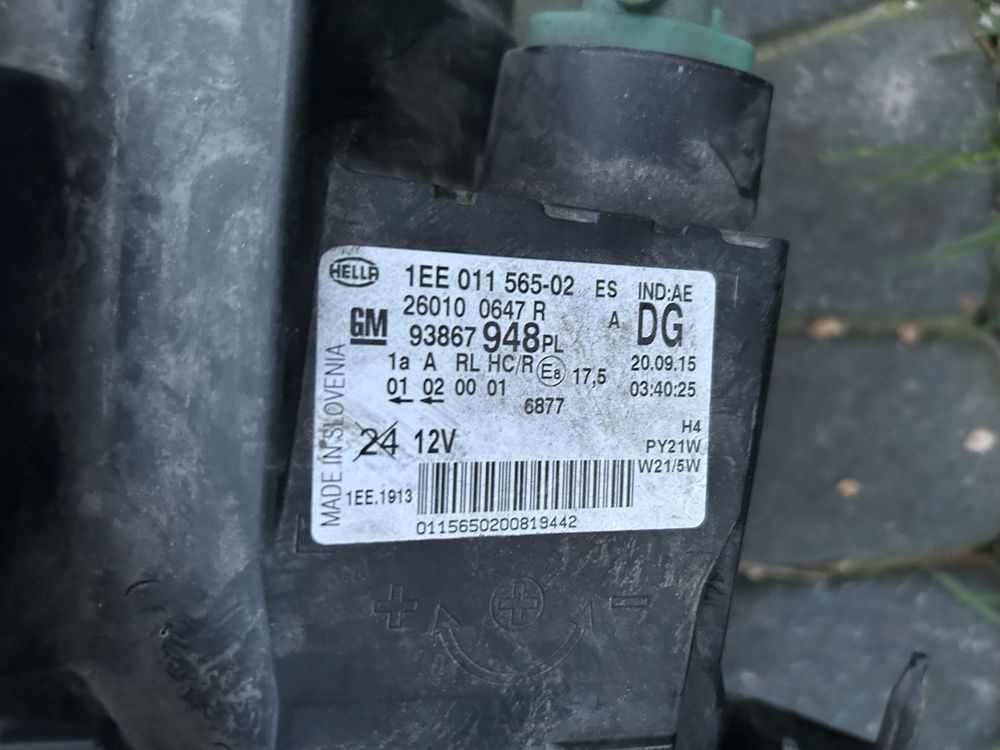 HELLA 1EE 011 565-02 ES IND:AE
GM 26010 0647 R A DG
93867 948PL
1a A RL HC/R E8 17,5 20.09.15
01 02 00 01 03:40:25
6877
24 12V H4
PY21W
W21/5W
1EE.1913
0115650200819442
MADE IN SLOVENIA